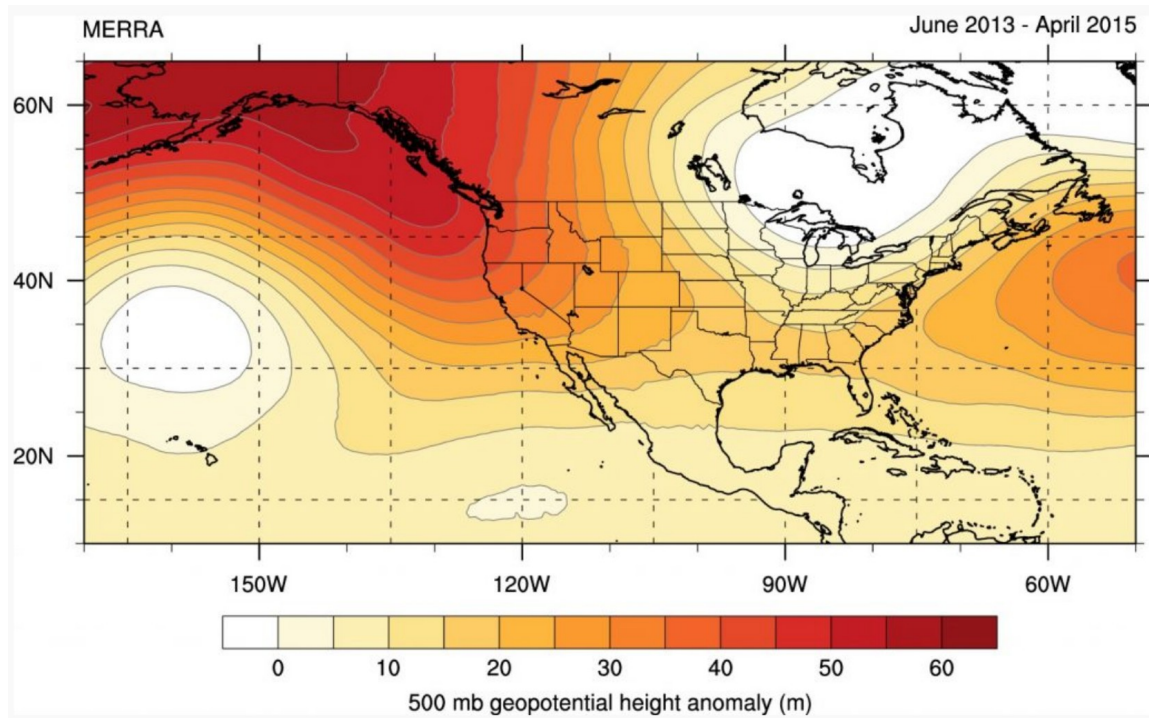 MERRA June 2013 - April 2015
60N
40N
20N
150W 120W 90W 60W
0 10 20 30 40 50 60
500 mb geopotential height anomaly (m)